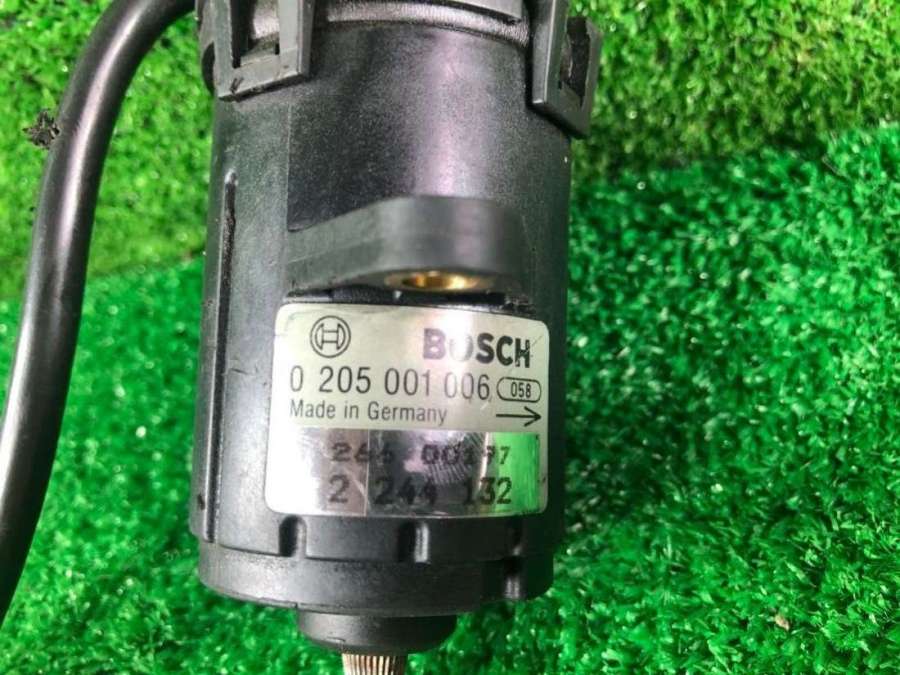 BOSCH
0 205 001 006 058
Made in Germany
2 244 132